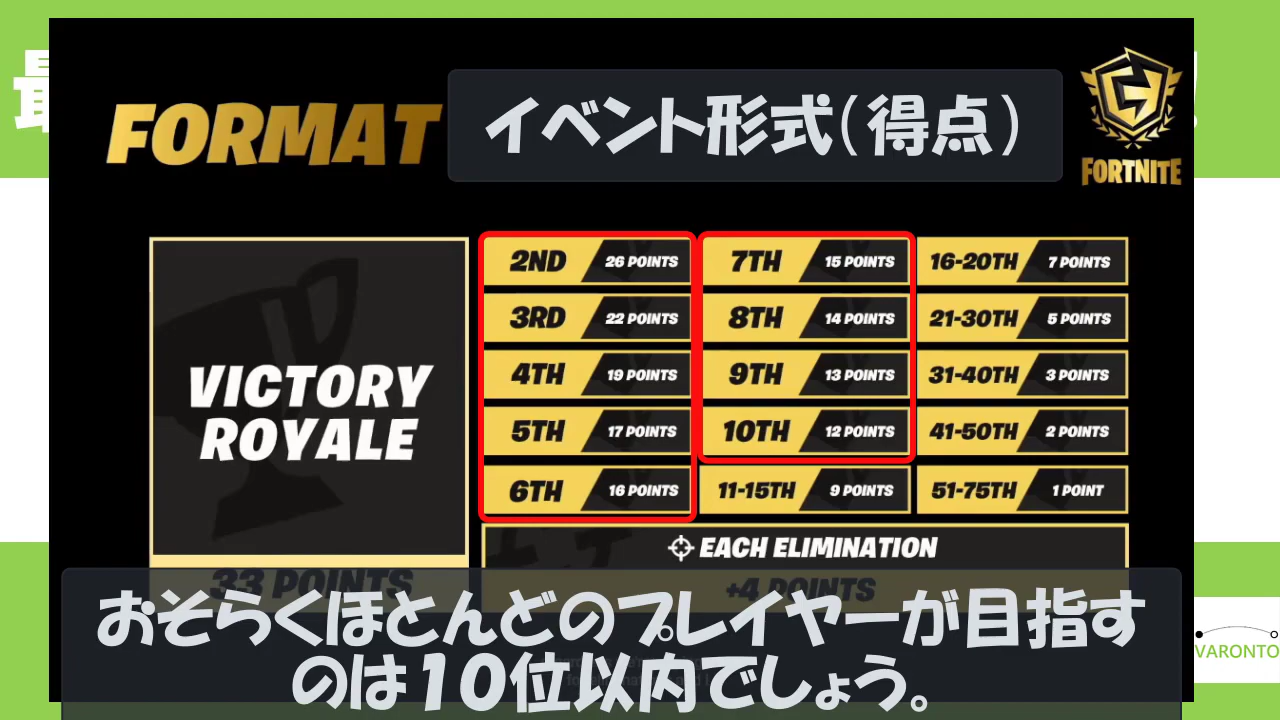 最
FORMAT
イベント形式(得点)
FORTNITE
VICTORY
ROYALE
33 POINTS
2ND 26 POINTS
3RD 22 POINTS
4TH 19 POINTS
5TH 17 POINTS
6TH 16 POINTS
7TH 15 POINTS
8TH 14 POINTS
9TH 13 POINTS
10TH 12 POINTS
11-15TH 9 POINTS
16-20TH 7 POINTS
21-30TH 5 POINTS
31-40TH 3 POINTS
41-50TH 2 POINTS
51-75TH 1 POINT
EACH ELIMINATION
+4 POINTS
おそらくほとんどのプレイヤーが目指す
のは10位以内でしょう。
VARONTO